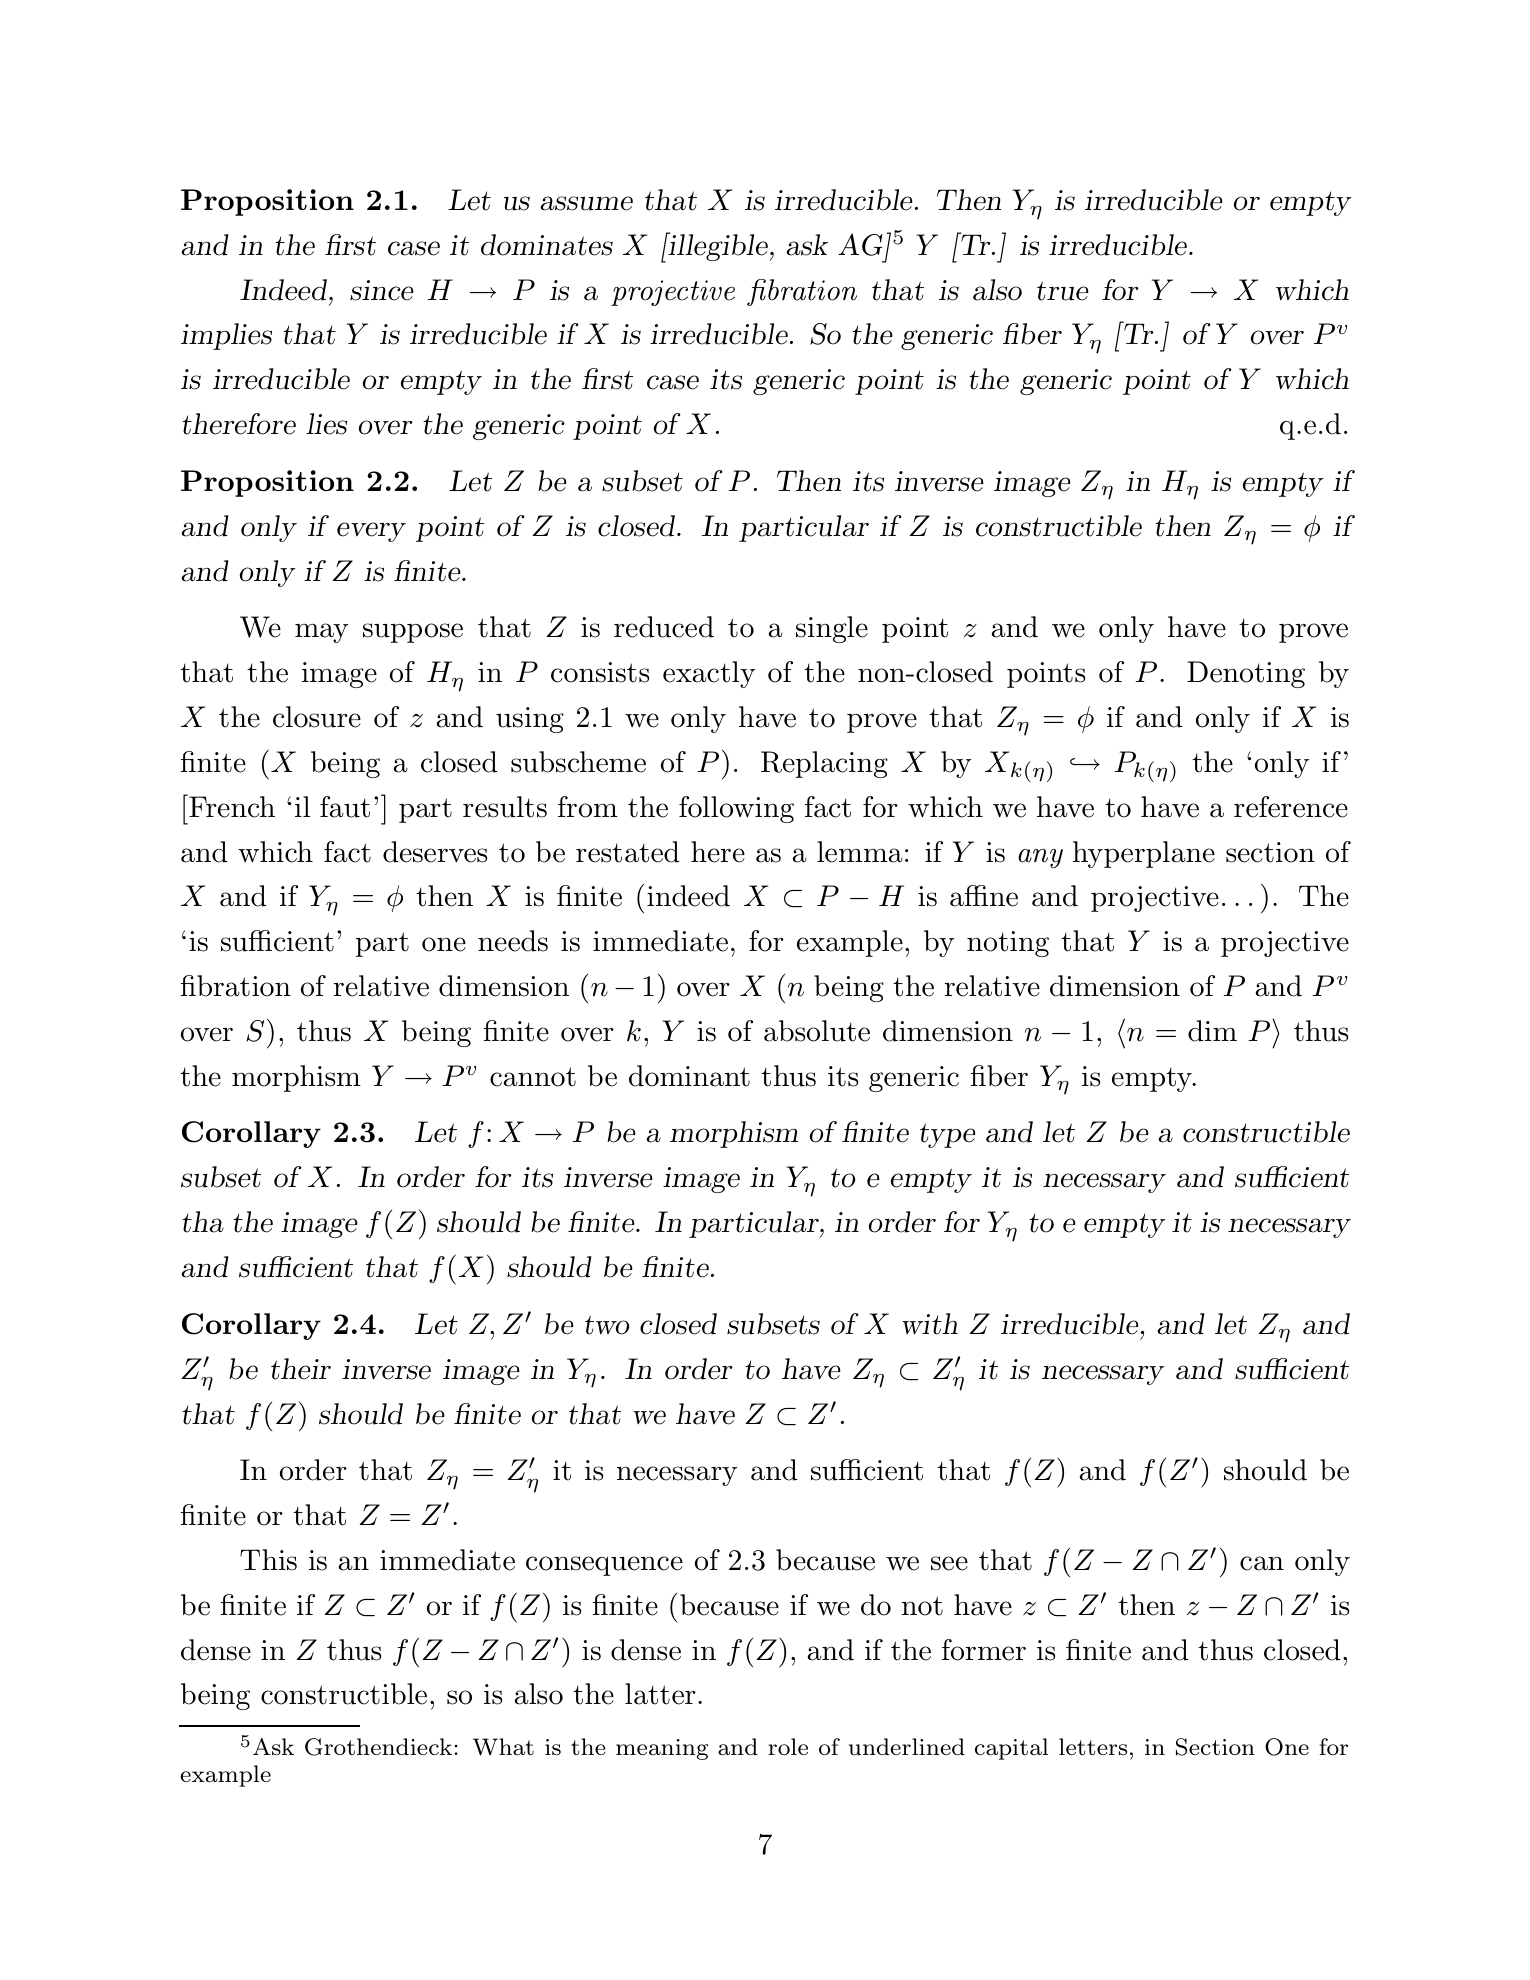 Proposition 2.1. Let us assume that X is irreducible. Then Y_η is irreducible or empty
and in the first case it dominates X [illegible, ask AG]⁵ Y [Tr.] is irreducible.
Indeed, since H → P is a projective fibration that is also true for Y → X which
implies that Y is irreducible if X is irreducible. So the generic fiber Y_η [Tr.] of Y over P^v
is irreducible or empty in the first case its generic point is the generic point of Y which
therefore lies over the generic point of X. q.e.d.
Proposition 2.2. Let Z be a subset of P. Then its inverse image Z_η in H_η is empty if
and only if every point of Z is closed. In particular if Z is constructible then Z_η = ϕ if
and only if Z is finite.
We may suppose that Z is reduced to a single point z and we only have to prove
that the image of H_η in P consists exactly of the non-closed points of P. Denoting by
X the closure of z and using 2.1 we only have to prove that Z_η = ϕ if and only if X is
finite (X being a closed subscheme of P). Replacing X by X_{k(η)} ↪ P_{k(η)} the ‘only if’
[French ‘il faut’] part results from the following fact for which we have to have a reference
and which fact deserves to be restated here as a lemma: if Y is any hyperplane section of
X and if Y_η = ϕ then X is finite (indeed X ⊂ P − H is affine and projective...). The
‘is sufficient’ part one needs is immediate, for example, by noting that Y is a projective
fibration of relative dimension (n − 1) over X (n being the relative dimension of P and P^v
over S), thus X being finite over k, Y is of absolute dimension n − 1, ⟨n = dim P⟩ thus
the morphism Y → P^v cannot be dominant thus its generic fiber Y_η is empty.
Corollary 2.3. Let f: X → P be a morphism of finite type and let Z be a constructible
subset of X. In order for its inverse image in Y_η to e empty it is necessary and sufficient
tha the image f(Z) should be finite. In particular, in order for Y_η to e empty it is necessary
and sufficient that f(X) should be finite.
Corollary 2.4. Let Z, Z′ be two closed subsets of X with Z irreducible, and let Z_η and
Z′_η be their inverse image in Y_η. In order to have Z_η ⊂ Z′_η it is necessary and sufficient
that f(Z) should be finite or that we have Z ⊂ Z′.
In order that Z_η = Z′_η it is necessary and sufficient that f(Z) and f(Z′) should be
finite or that Z = Z′.
This is an immediate consequence of 2.3 because we see that f(Z − Z ∩ Z′) can only
be finite if Z ⊂ Z′ or if f(Z) is finite (because if we do not have z ⊂ Z′ then z − Z ∩ Z′ is
dense in Z thus f(Z − Z ∩ Z′) is dense in f(Z), and if the former is finite and thus closed,
being constructible, so is also the latter.
⁵Ask Grothendieck: What is the meaning and role of underlined capital letters, in Section One for
example
7